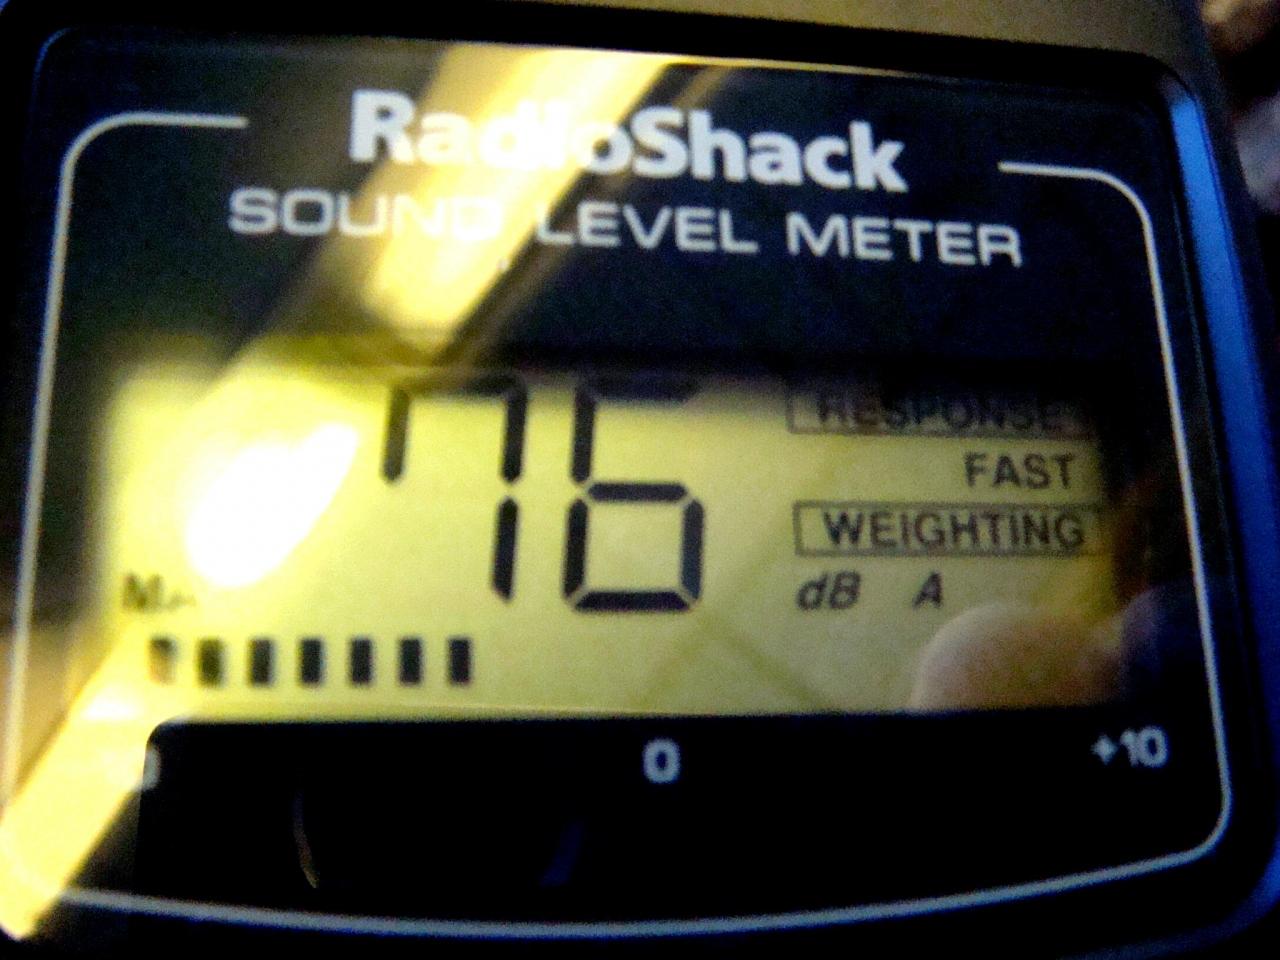 RadioShack
SOUND LEVEL METER
76
RESPONSE
FAST
WEIGHTING
dB A
0 +10